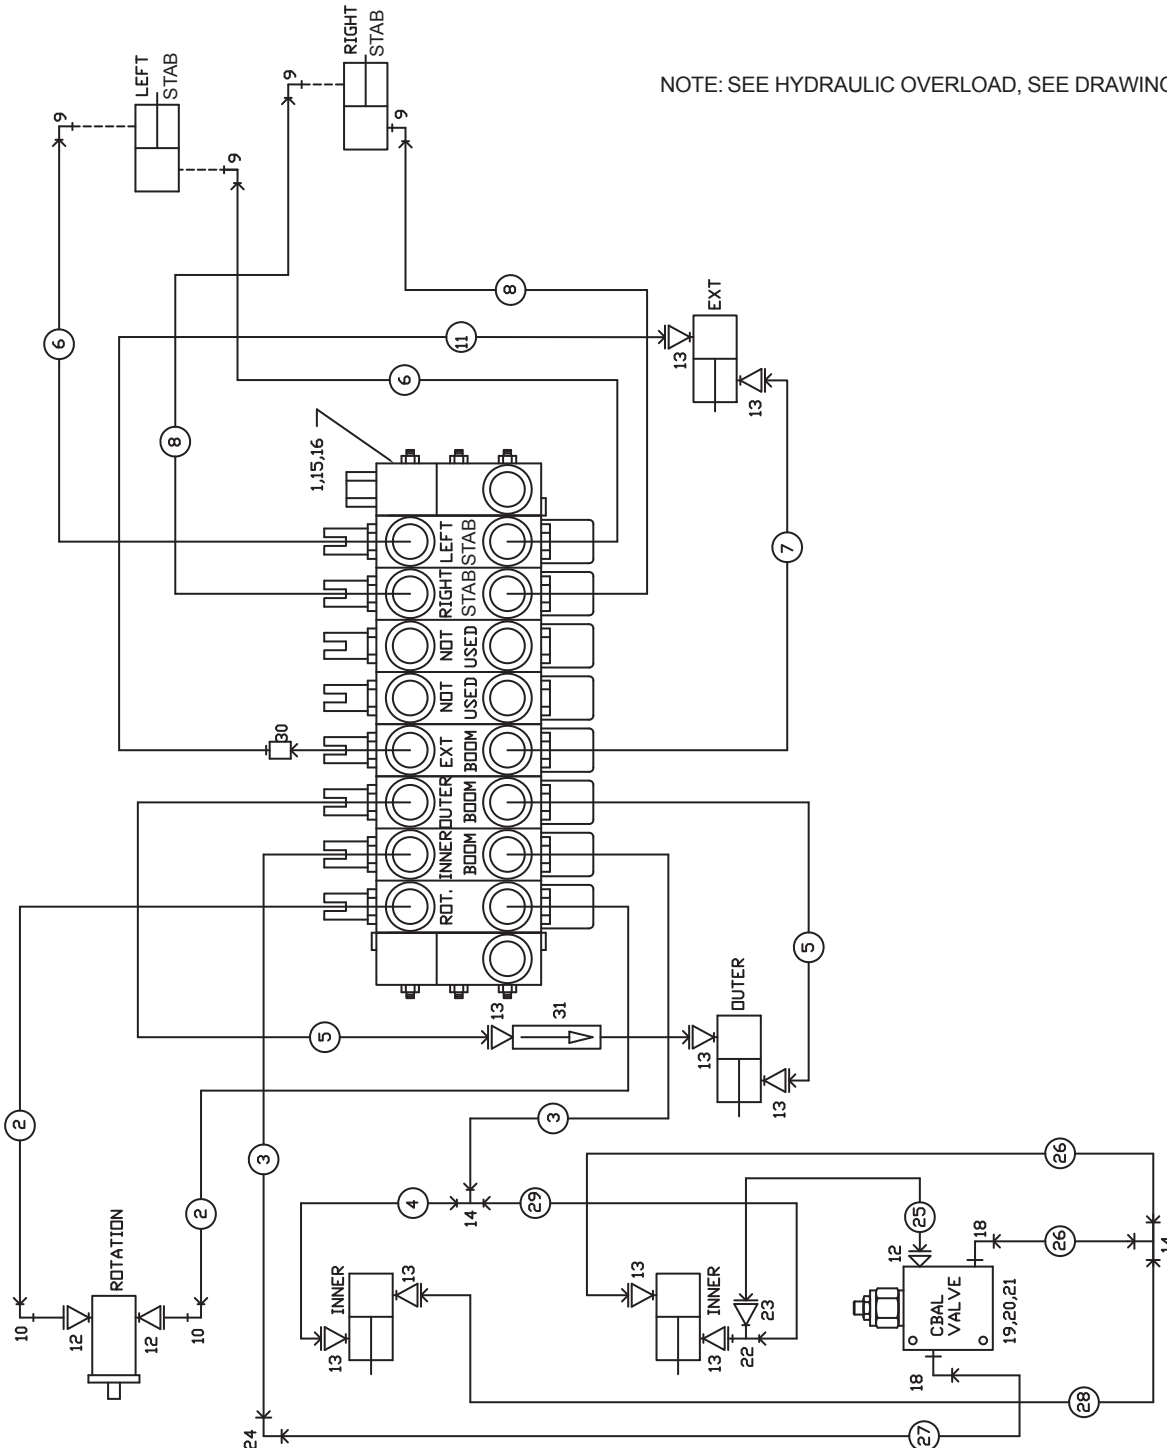 NOTE: SEE HYDRAULIC OVERLOAD, SEE DRAWING
RIGHT
STAB
LEFT
STAB
9
9
9
9
6
8
11
6
8
EXT
13
13
7
1,15,16
LEFT
STAB
RIGHT
STAB
NOT
USED
NOT
USED
EXT
BOOM
OUTER
BOOM
INNER
BOOM
ROT.
30
5
13
31
OUTER
13
13
5
2
3
2
3
ROTATION
10
12
12
10
4
14
29
INNER
13
13
26
25
12
18
26
14
INNER
13
13
23
22
CBAL
VALVE
19,20,21
18
28
27
24